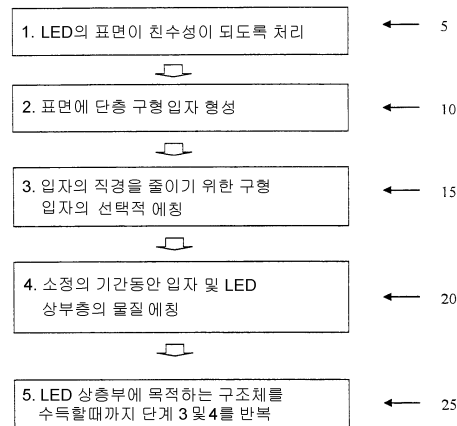 1. LED의 표면이 친수성이 되도록 처리
5
2. 표면에 단층 구형 입자 형성
10
3. 입자의 직경을 줄이기 위한 구형
입자의 선택적 에칭
15
4. 소정의 기간동안 입자 및 LED
상부층의 물질 에칭
20
5. LED 상층부에 목적하는 구조체를
수득할때까지 단계 3 및 4를 반복
25